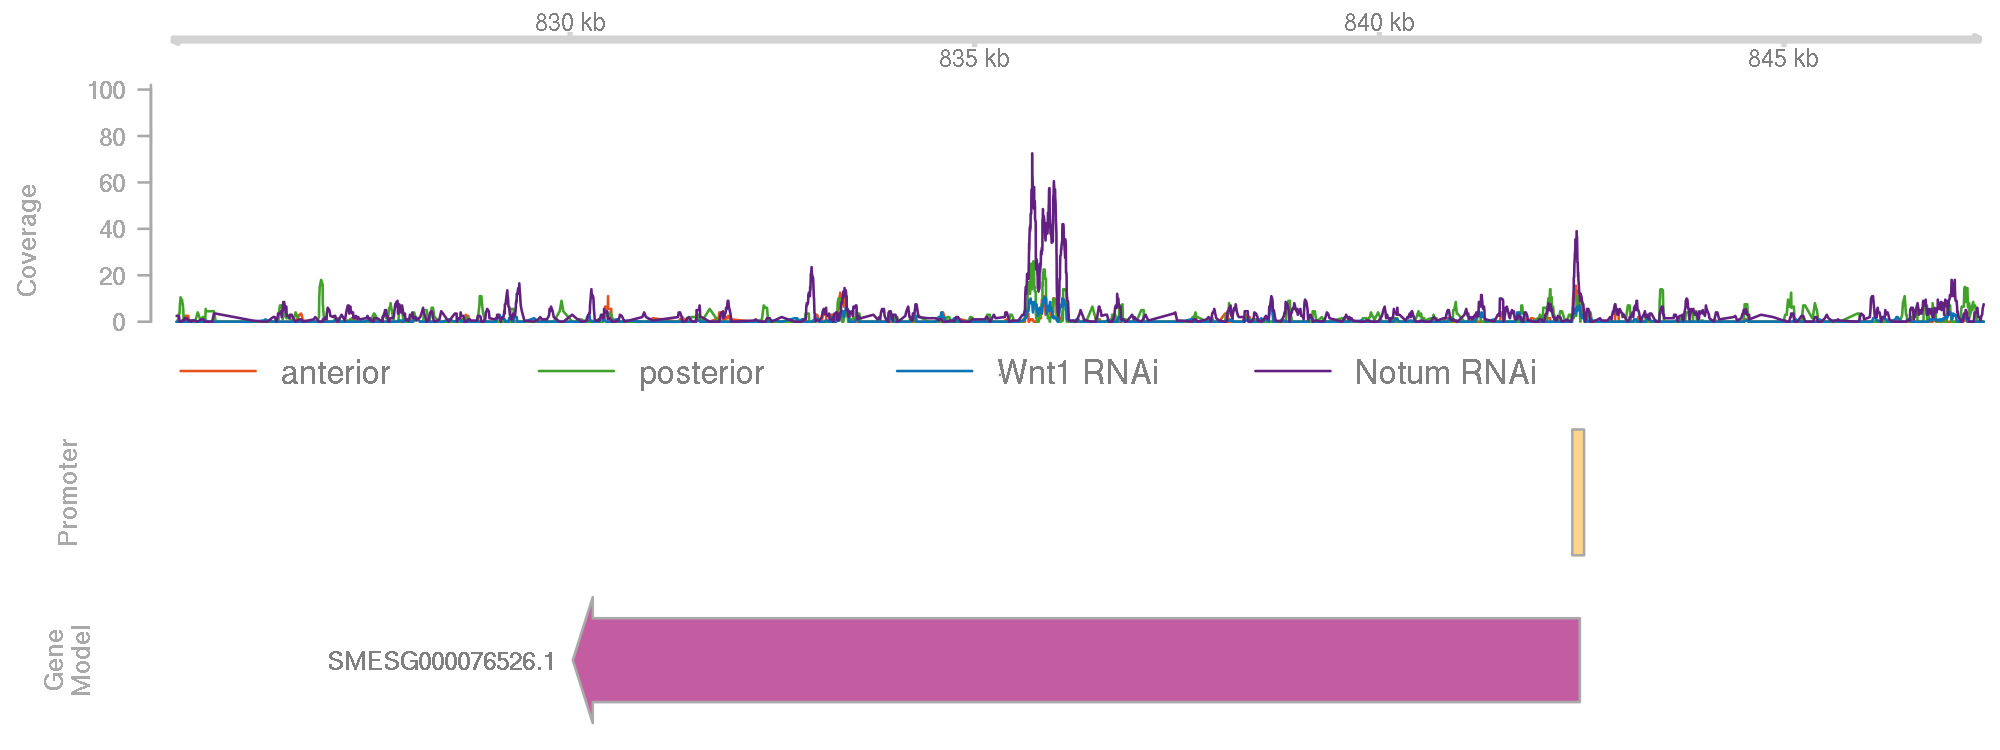 830 kb 840 kb
835 kb 845 kb
Coverage
100
80
60
40
20
0
anterior posterior Wnt1 RNAi Notum RNAi
Promoter
Gene
Model
SMESG000076526.1